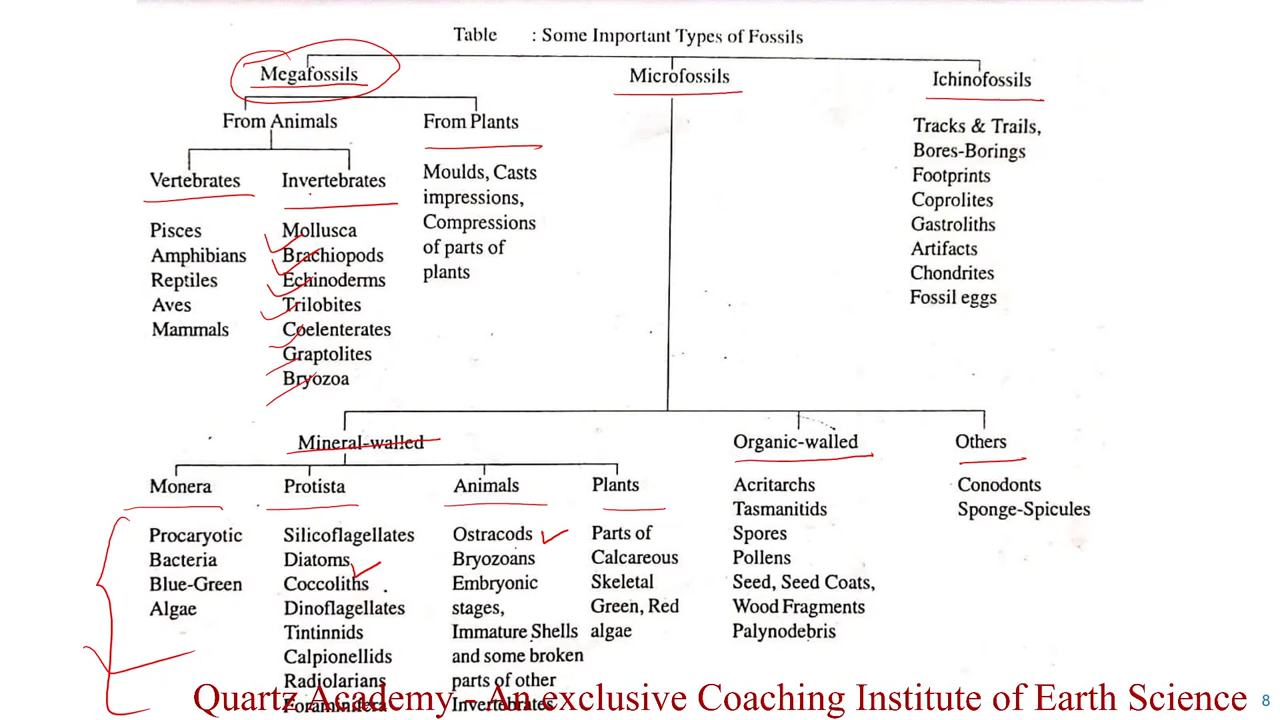 Table : Some Important Types of Fossils
Megafossils
Microfossils
Ichinofossils
From Animals
From Plants
Vertebrates
Invertebrates
Pisces
Amphibians
Reptiles
Aves
Mammals
Mollusca
Brachiopods
Echinoderms
Trilobites
Coelenterates
Graptolites
Bryozoa
Moulds, Casts
impressions,
Compressions
of parts of
plants
Tracks & Trails,
Bores-Borings
Footprints
Coprolites
Gastroliths
Artifacts
Chondrites
Fossil eggs
Mineral-walled
Organic-walled
Others
Monera
Protista
Animals
Plants
Procaryotic
Bacteria
Blue-Green
Algae
Silicoflagellates
Diatoms
Coccoliths
Dinoflagellates
Tintinnids
Calpionellids
Radiolarians
Foraminifera
Ostracods
Bryozoans
Embryonic
stages,
Immature Shells
and some broken
parts of other
Invertebrates
Parts of
Calcareous
Skeletal
Green, Red
algae
Acritarchs
Tasmanitids
Spores
Pollens
Seed, Seed Coats,
Wood Fragments
Palynodebris
Conodonts
Sponge-Spicules
Quartz Academy - An exclusive Coaching Institute of Earth Science
8